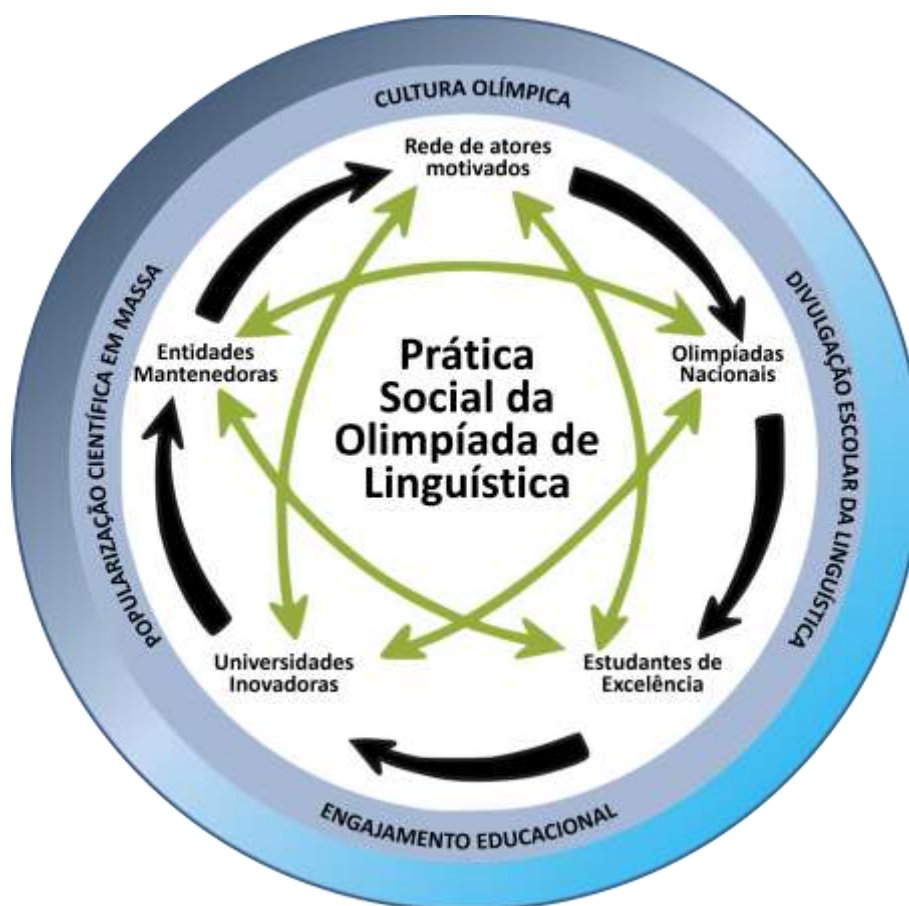 CULTURA OLÍMPICA
Rede de atores
motivados
DIVULGAÇÃO ESCOLAR DA LINGUÍSTICA
POPULARIZAÇÃO CIENTÍFICA EM MASSA
Entidades
Mantenedoras
Olimpíadas
Nacionais
Prática
Social da
Olimpíada de
Linguística
Universidades
Inovadoras
Estudantes de
Excelência
ENGAJAMENTO EDUCACIONAL